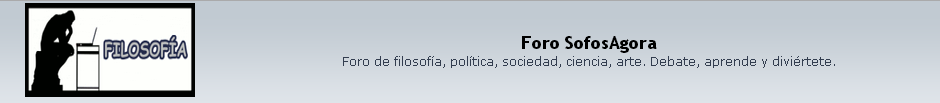 FILOSOFÍA
Foro SofosAgora
Foro de filosofía, política, sociedad, ciencia, arte. Debate, aprende y diviértete.